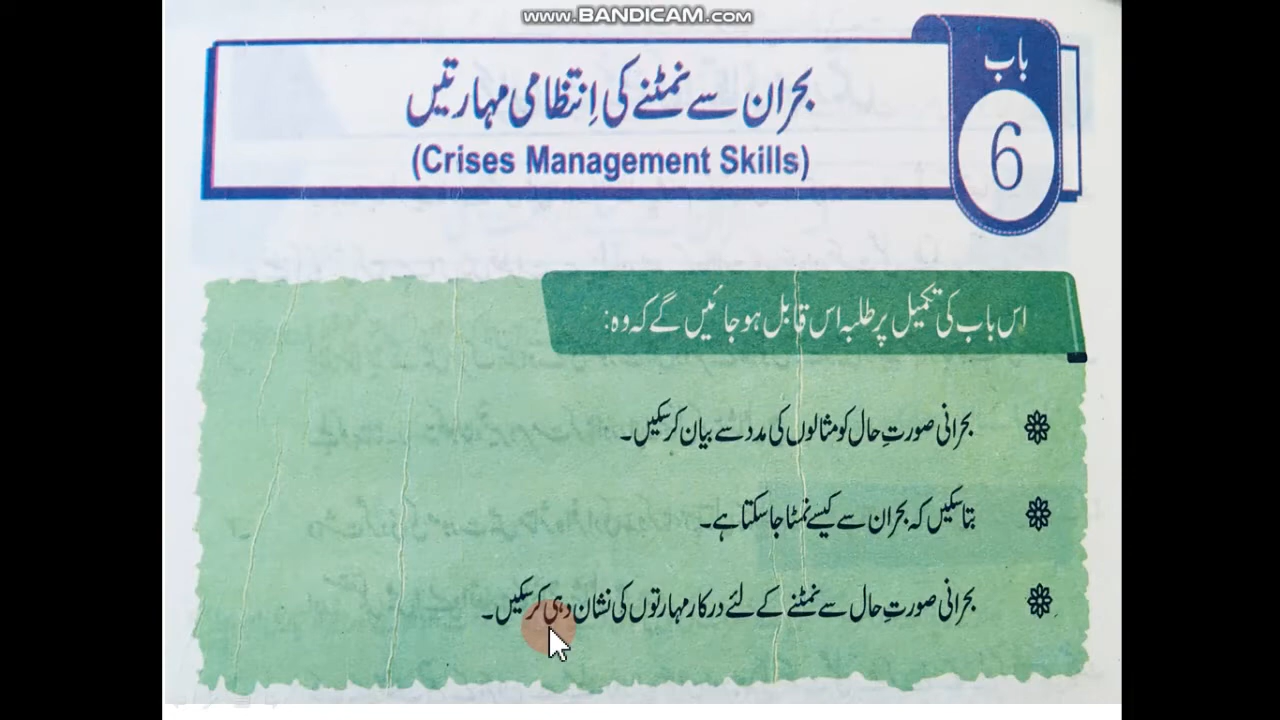 www.BANDICAM.com
باب
6
بحران سے نمٹنے کی اِنتظامی مہارتیں
(Crises Management Skills)
اس باب کی تکمیل پر طلبہ اس قابل ہو جائیں گے کہ وہ:
بحرانی صورتِ حال کو مثالوں کی مدد سے بیان کر سکیں۔
بتا سکیں کہ بحران سے کیسے نمٹا جا سکتا ہے۔
بحرانی صورتِ حال سے نمٹنے کے لئے درکار مہارتوں کی نشان دہی کر سکیں۔